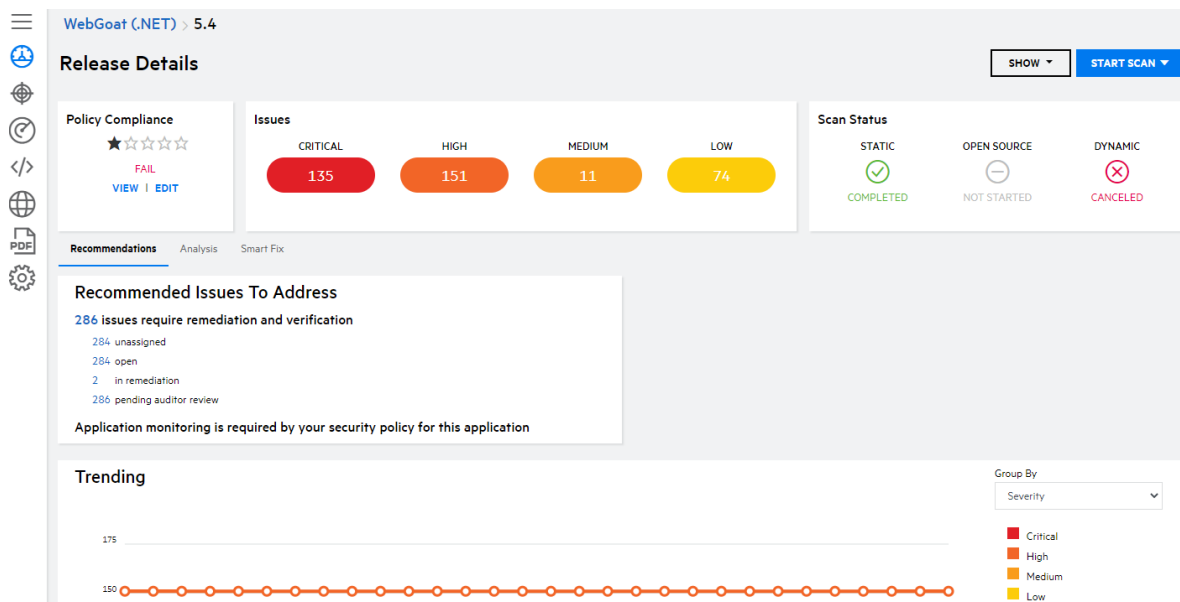 WebGoat (.NET) > 5.4
Release Details
SHOW
START SCAN
Policy Compliance
FAIL
VIEW | EDIT
Issues
CRITICAL HIGH MEDIUM LOW
135 151 11 74
Scan Status
STATIC OPEN SOURCE DYNAMIC
COMPLETED NOT STARTED CANCELED
PDF
Recommendations Analysis Smart Fix
Recommended Issues To Address
286 issues require remediation and verification
284 unassigned
284 open
2 in remediation
286 pending auditor review
Application monitoring is required by your security policy for this application
Trending
Group By
Severity
175
150
Critical
High
Medium
Low